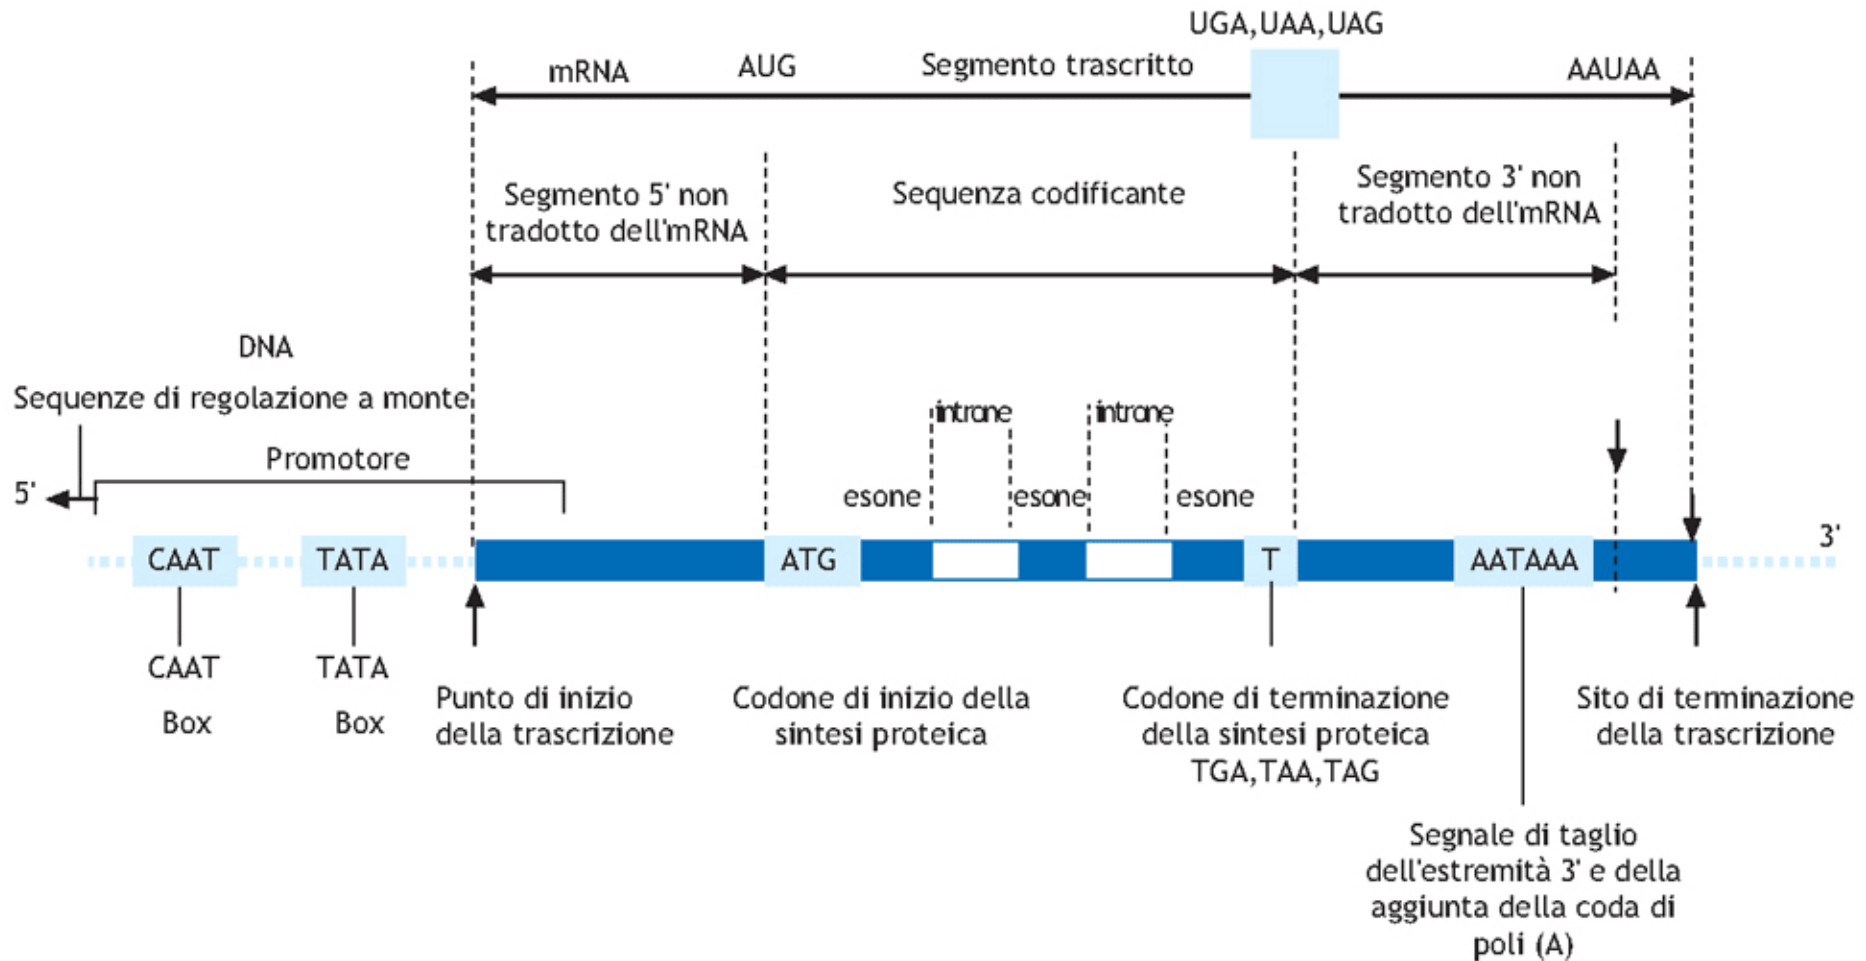 UGA,UAA,UAG
mRNA
AUG
Segmento trascritto
AAUAA
Segmento 5' non
tradotto dell'mRNA
Sequenza codificante
Segmento 3' non
tradotto dell'mRNA
DNA
Sequenze di regolazione a monte
Promotore
5'
introne
introne
esone
esone
esone
3'
CAAT
TATA
ATG
T
AATAAA
CAAT
Box
TATA
Box
Punto di inizio
della trascrizione
Codone di inizio della
sintesi proteica
Codone di terminazione
della sintesi proteica
TGA,TAA,TAG
Sito di terminazione
della trascrizione
Segnale di taglio
dell'estremità 3' e della
aggiunta della coda di
poli (A)